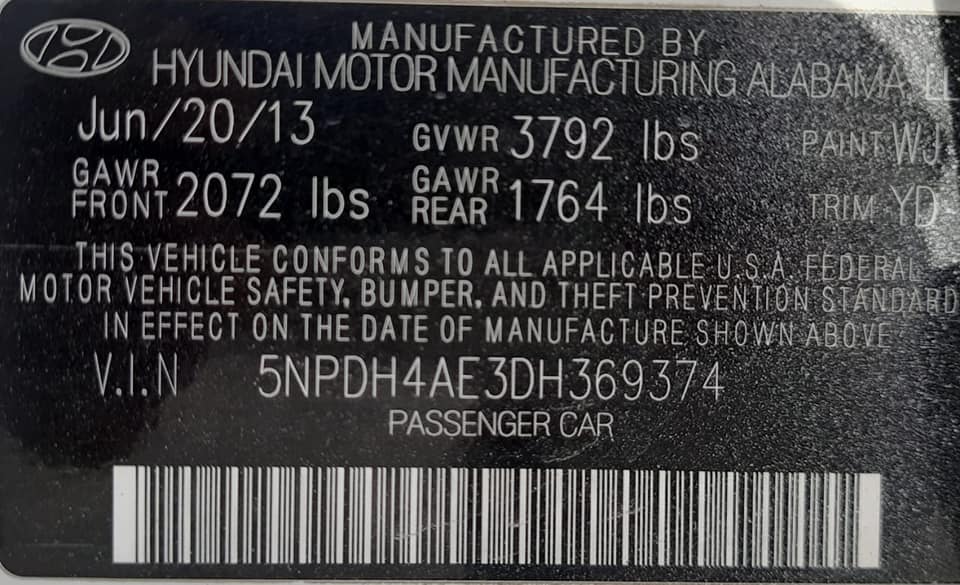 MANUFACTURED BY
HYUNDAI MOTOR MANUFACTURING ALABAMA, LL
Jun/20/13 GVWR 3792 lbs PAINT WJ
GAWR FRONT 2072 lbs GAWR REAR 1764 lbs TRIM YD
THIS VEHICLE CONFORMS TO ALL APPLICABLE U.S.A. FEDERAL
MOTOR VEHICLE SAFETY, BUMPER, AND THEFT PREVENTION STANDARD
IN EFFECT ON THE DATE OF MANUFACTURE SHOWN ABOVE
V.I.N 5NPDH4AE3DH369374
PASSENGER CAR